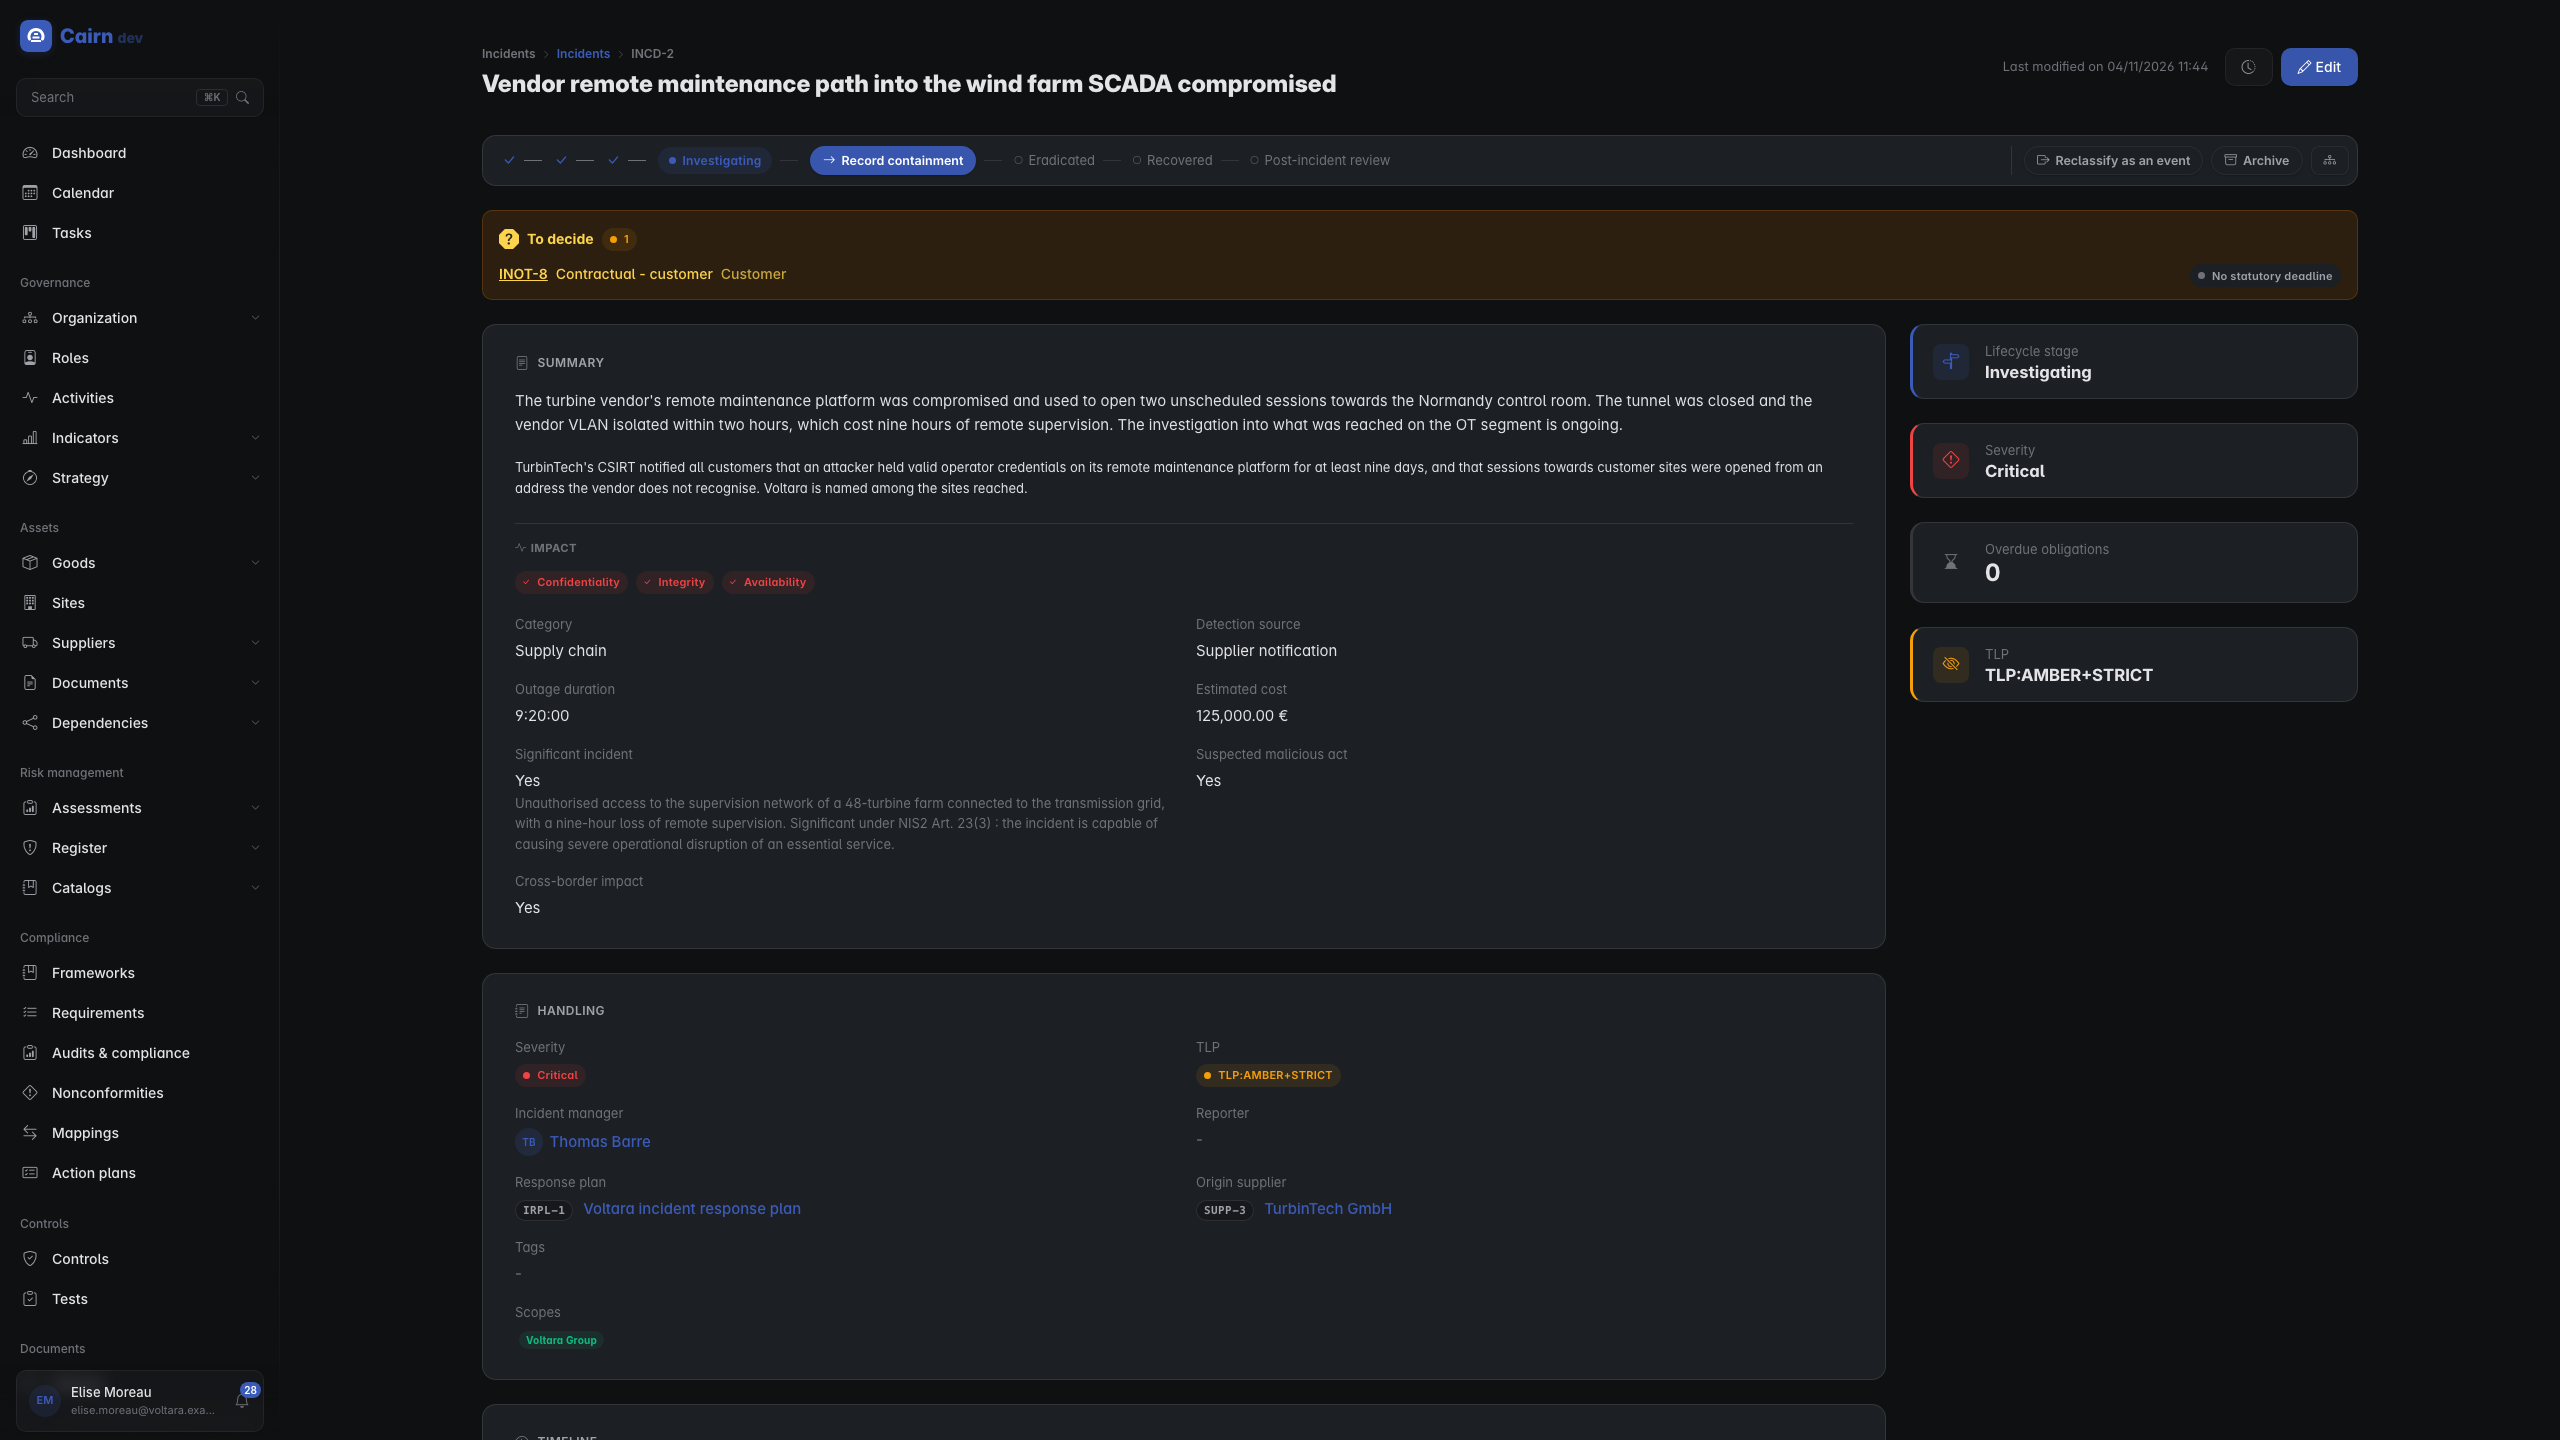 Cairn dev
Search ⌘K
Dashboard
Calendar
Tasks
Governance
Organization
Roles
Activities
Indicators
Strategy
Assets
Goods
Sites
Suppliers
Documents
Dependencies
Risk management
Assessments
Register
Catalogs
Compliance
Frameworks
Requirements
Audits & compliance
Nonconformities
Mappings
Action plans
Controls
Controls
Tests
Documents
EM Elise Moreau
elise.moreau@voltara.exa...
28
Incidents > Incidents > INCD-2
Vendor remote maintenance path into the wind farm SCADA compromised
Last modified on 04/11/2026 11:44
Edit
Investigating
Record containment
Eradicated
Recovered
Post-incident review
Reclassify as an event
Archive
? To decide 1
INOT-8 Contractual - customer Customer
No statutory deadline
SUMMARY
The turbine vendor's remote maintenance platform was compromised and used to open two unscheduled sessions towards the Normandy control room. The tunnel was closed and the
vendor VLAN isolated within two hours, which cost nine hours of remote supervision. The investigation into what was reached on the OT segment is ongoing.
TurbinTech's CSIRT notified all customers that an attacker held valid operator credentials on its remote maintenance platform for at least nine days, and that sessions towards customer sites were opened from an
address the vendor does not recognise. Voltara is named among the sites reached.
IMPACT
Confidentiality Integrity Availability
Category
Supply chain
Detection source
Supplier notification
Outage duration
9:20:00
Estimated cost
125,000.00 €
Significant incident
Yes
Unauthorised access to the supervision network of a 48-turbine farm connected to the transmission grid,
with a nine-hour loss of remote supervision. Significant under NIS2 Art. 23(3) : the incident is capable of
causing severe operational disruption of an essential service.
Suspected malicious act
Yes
Cross-border impact
Yes
HANDLING
Severity
Critical
TLP
TLP:AMBER+STRICT
Incident manager
TB Thomas Barre
Reporter
-
Response plan
IRPL-1 Voltara incident response plan
Origin supplier
SUPP-3 TurbinTech GmbH
Tags
-
Scopes
Voltara Group
TIMELINE
Lifecycle stage
Investigating
Severity
Critical
Overdue obligations
0
TLP
TLP:AMBER+STRICT